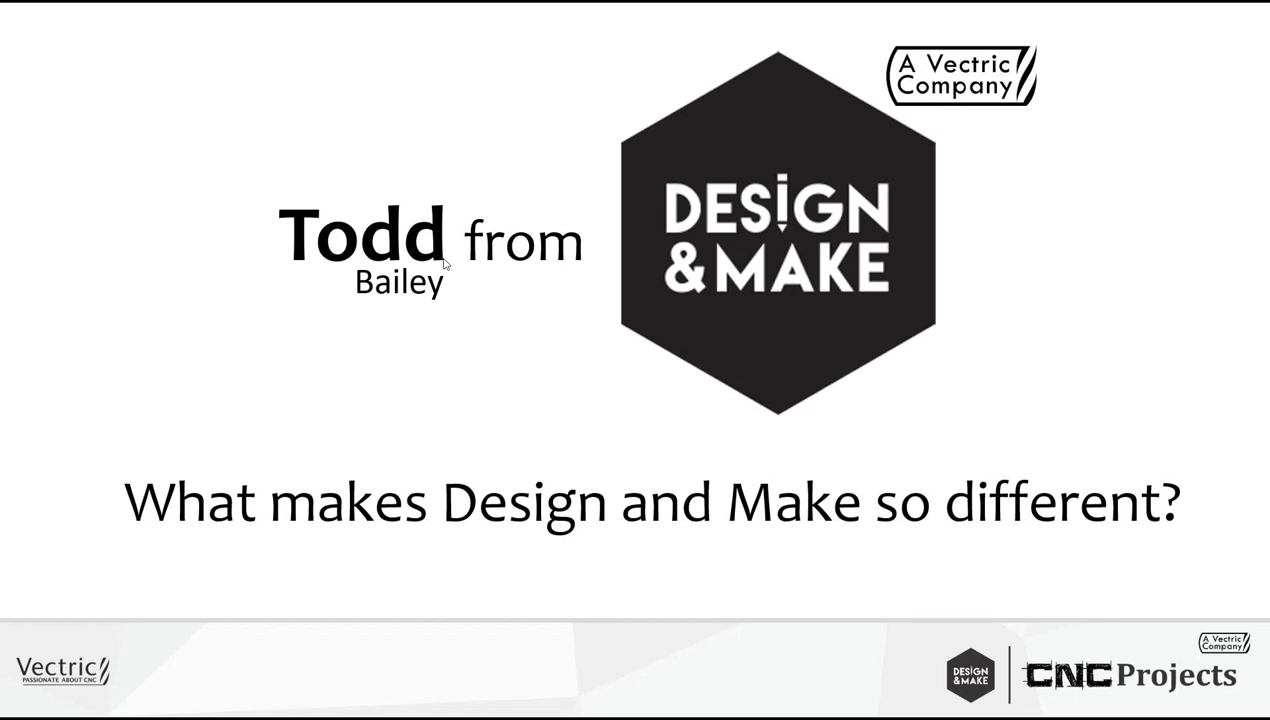 A Vectric
Company
DESIGN
& MAKE
Todd from
Bailey
What makes Design and Make so different?
Vectric
PASSIONATE ABOUT CNC
DESIGN
& MAKE
CNC Projects
A Vectric
Company